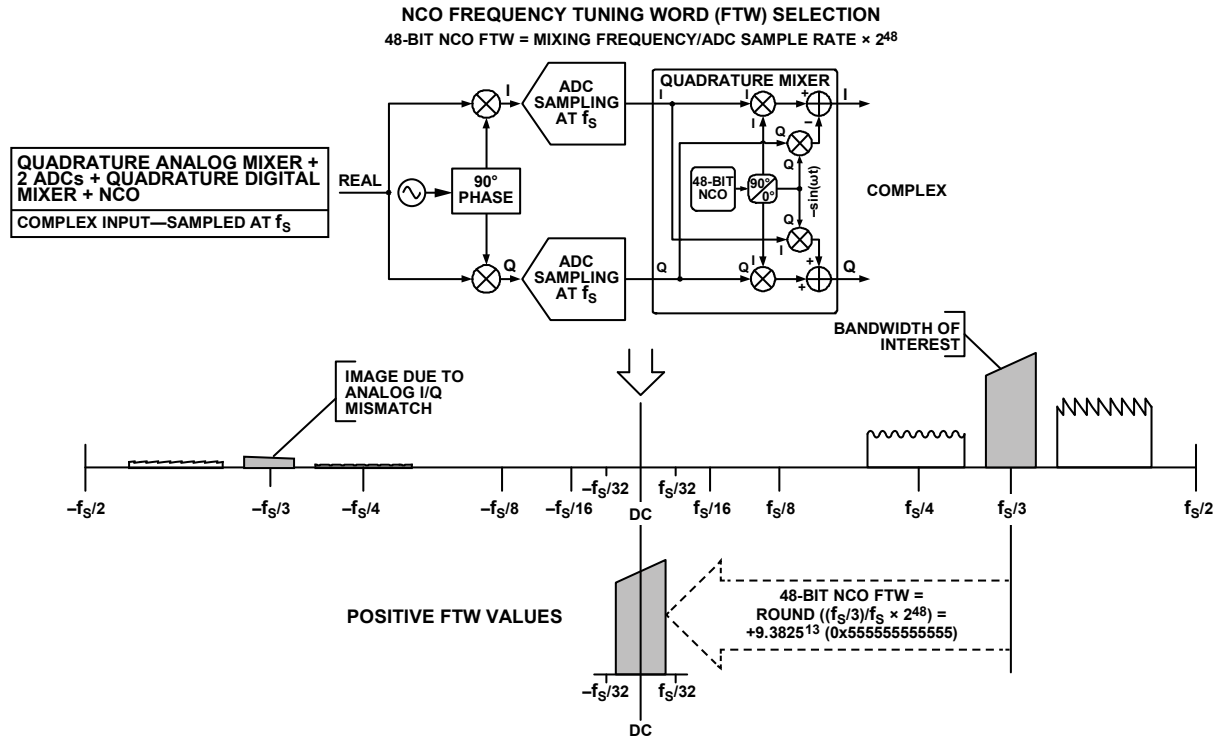 NCO FREQUENCY TUNING WORD (FTW) SELECTION
48-BIT NCO FTW = MIXING FREQUENCY/ADC SAMPLE RATE × 2⁴⁸
QUADRATURE ANALOG MIXER +
2 ADCs + QUADRATURE DIGITAL
MIXER + NCO
COMPLEX INPUT—SAMPLED AT fS
REAL
90°
PHASE
I
Q
ADC
SAMPLING
AT fS
ADC
SAMPLING
AT fS
QUADRATURE MIXER
I
I
I
+
−
I
Q
Q
48-BIT
NCO
90°
0°
–sin(ωt)
Q
I
I
Q
Q
+
+
Q
COMPLEX
BANDWIDTH OF
INTEREST
IMAGE DUE TO
ANALOG I/Q
MISMATCH
–fS/2
–fS/3
–fS/4
–fS/8
–fS/16
–fS/32
DC
fS/32
fS/16
fS/8
fS/4
fS/3
fS/2
POSITIVE FTW VALUES
48-BIT NCO FTW =
ROUND ((fS/3)/fS × 2⁴⁸) =
+9.3825¹³ (0x555555555555)
–fS/32
DC
fS/32